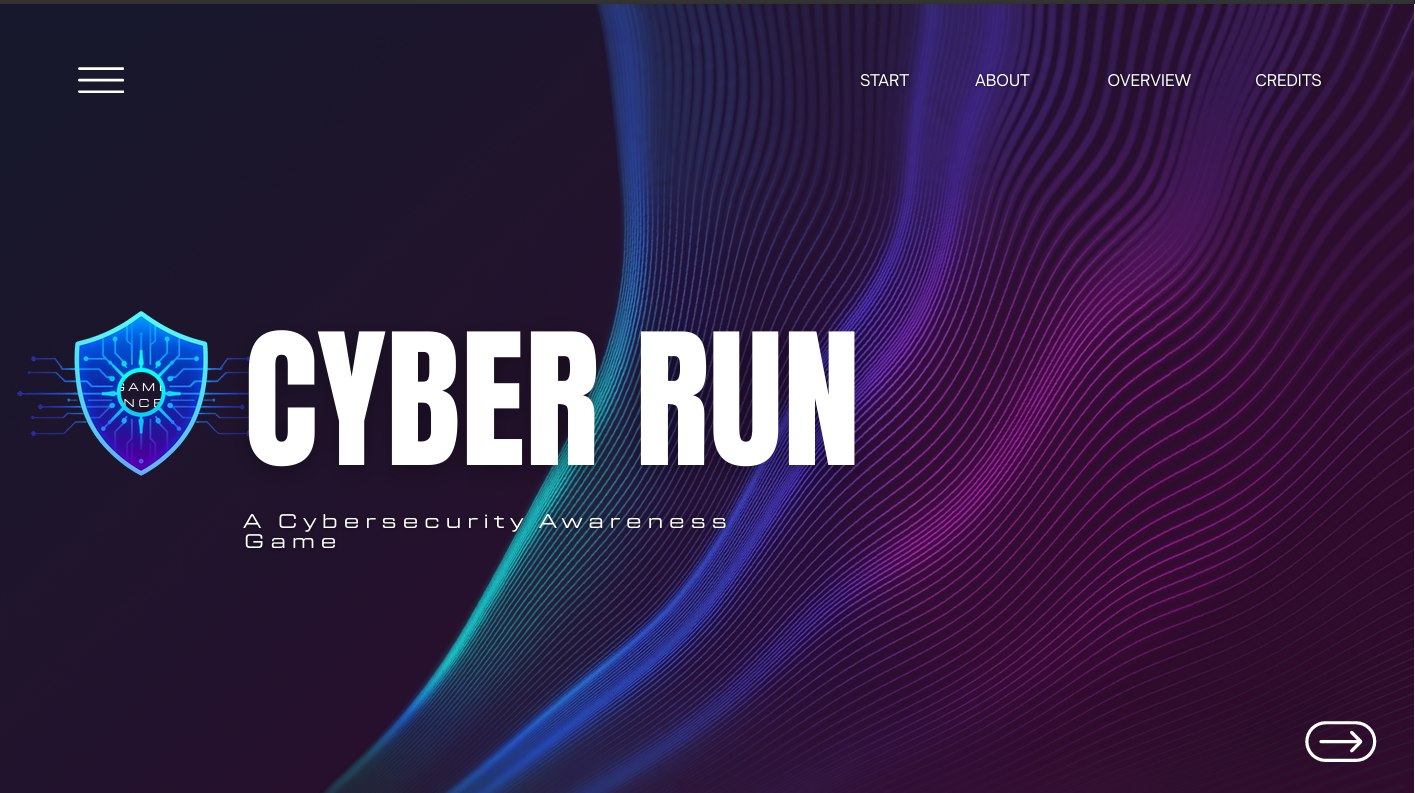 START ABOUT OVERVIEW CREDITS
CYBER RUN
A Cybersecurity Awareness
Game